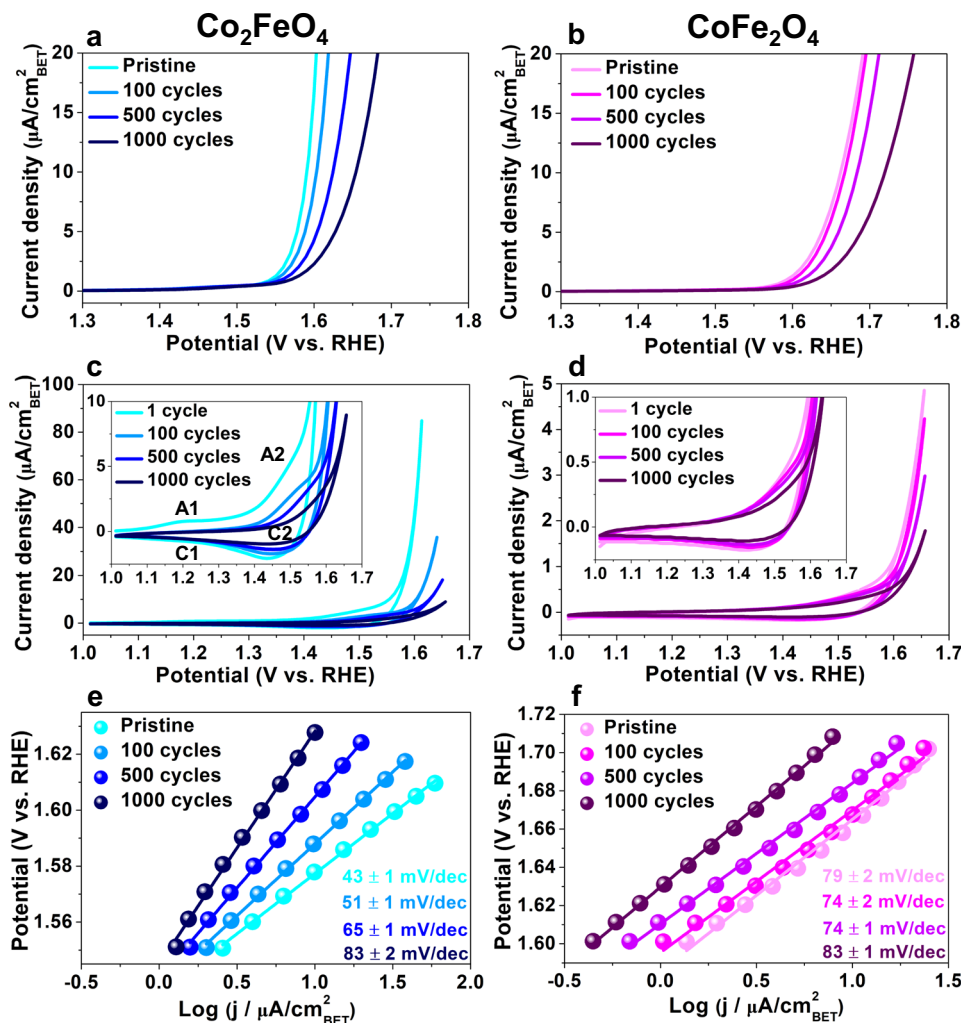 Co2FeO4
CoFe2O4
a
20
15
10
5
0
Current density (μA/cm²BET)
Pristine
100 cycles
500 cycles
1000 cycles
1.3 1.4 1.5 1.6 1.7 1.8
Potential (V vs. RHE)
b
20
15
10
5
0
Current density (μA/cm²BET)
Pristine
100 cycles
500 cycles
1000 cycles
1.3 1.4 1.5 1.6 1.7 1.8
Potential (V vs. RHE)
c
100
80
60
40
20
0
Current density (μA/cm²BET)
10
5
0
1 cycle
100 cycles
500 cycles
1000 cycles
A1
A2
C1
C2
1.0 1.1 1.2 1.3 1.4 1.5 1.6 1.7
1.0 1.1 1.2 1.3 1.4 1.5 1.6 1.7
Potential (V vs. RHE)
d
5
4
3
2
1
0
Current density (μA/cm²BET)
1.0
0.5
0.0
1 cycle
100 cycles
500 cycles
1000 cycles
1.0 1.1 1.2 1.3 1.4 1.5 1.6 1.7
1.0 1.1 1.2 1.3 1.4 1.5 1.6 1.7
Potential (V vs. RHE)
e
1.62
1.60
1.58
1.56
Potential (V vs. RHE)
Pristine
100 cycles
500 cycles
1000 cycles
43 ± 1 mV/dec
51 ± 1 mV/dec
65 ± 1 mV/dec
83 ± 2 mV/dec
-0.5 0.0 0.5 1.0 1.5 2.0
Log (j / μA/cm²BET)
f
1.72
1.70
1.68
1.66
1.64
1.62
1.60
Potential (V vs. RHE)
Pristine
100 cycles
500 cycles
1000 cycles
79 ± 2 mV/dec
74 ± 2 mV/dec
74 ± 1 mV/dec
83 ± 1 mV/dec
-0.5 0.0 0.5 1.0 1.5
Log (j / μA/cm²BET)